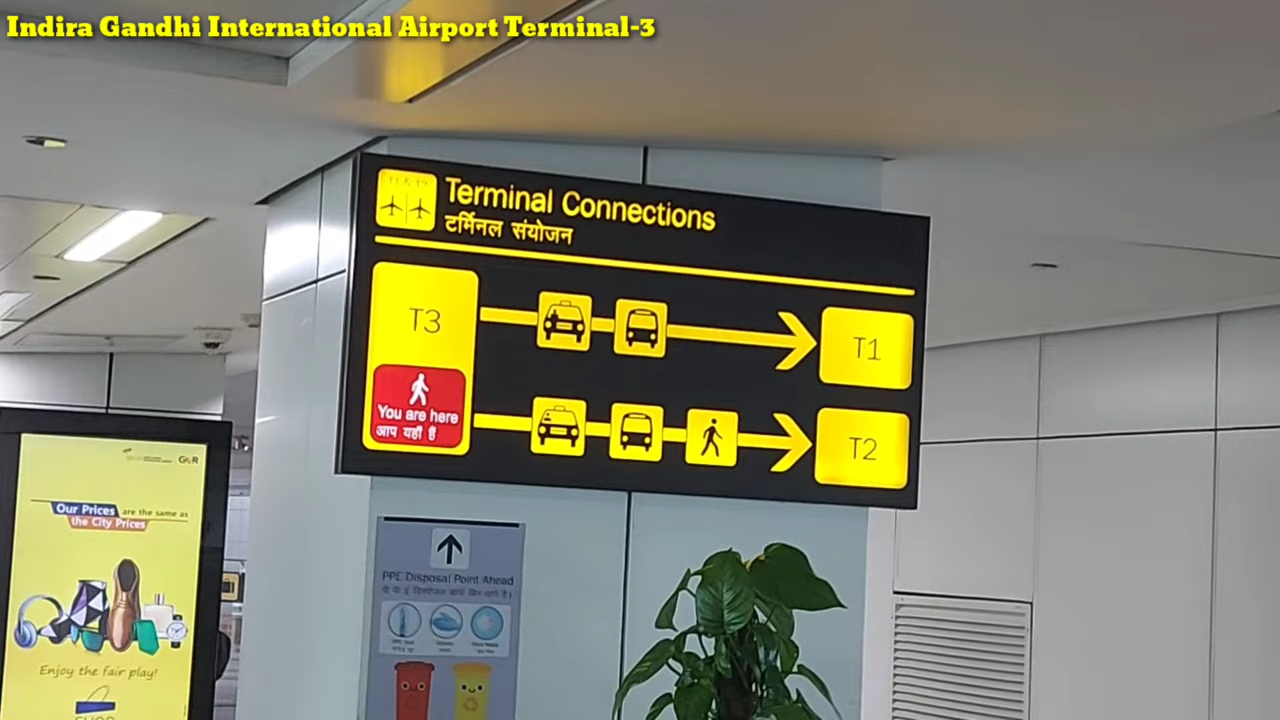 Indira Gandhi International Airport Terminal-3
Terminal Connections
टर्मिनल संयोजन
T3
T1
You are here
आप यहाँ हैं
T2
GMR
Our Prices are the same as
the City Prices
Enjoy the fair play!
PPE Disposal Point Ahead